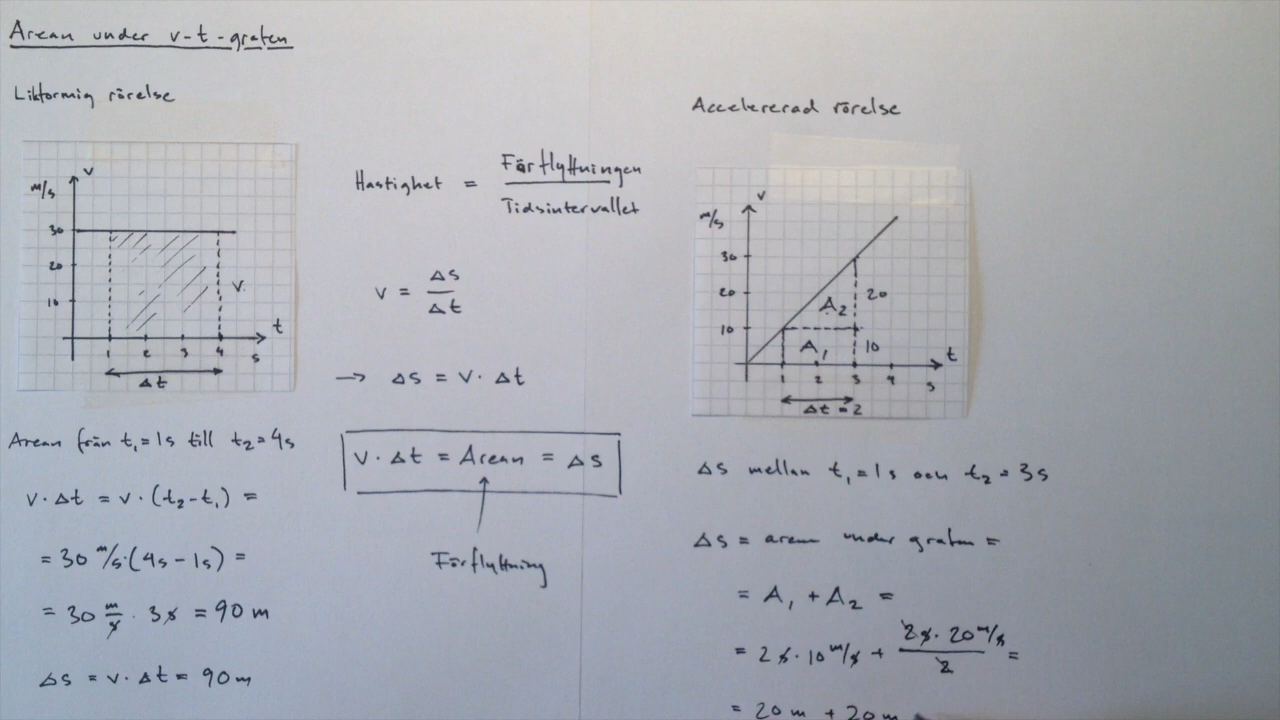 Arean under v-t-grafen
Likformig rörelse
v
m/s
30
20
10
v
t
1 2 3 4 s
Δt
Arean från t₁=1s till t₂=4s
v·Δt = v·(t₂-t₁) =
= 30 m/s·(4s-1s) =
= 30 m/s · 3s = 90 m
Δs = v·Δt = 90m
Hastighet = Förflyttningen / Tidsintervallet
v = Δs / Δt
→ Δs = v·Δt
v·Δt = Arean = Δs
Förflyttning
Accelererad rörelse
v
m/s
30
20
10
A₂ 20
A₁ 10
t
1 2 3 4 s
Δt = 2
Δs mellan t₁=1s och t₂=3s
Δs = arean under grafen =
= A₁ + A₂ =
= 2s·10 m/s + 2s·20 m/s / 2 =
= 20m + 20m